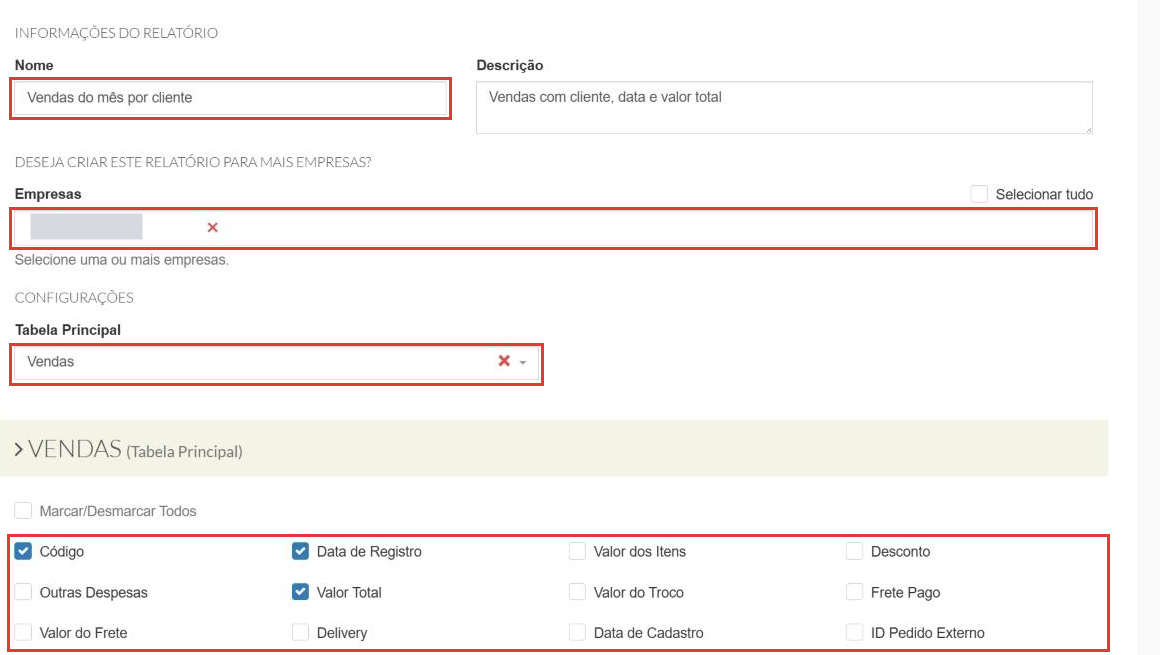 INFORMAÇÕES DO RELATÓRIO
Nome
Descrição
Vendas do mês por cliente
Vendas com cliente, data e valor total
DESEJA CRIAR ESTE RELATÓRIO PARA MAIS EMPRESAS?
Empresas
Selecionar tudo
Selecione uma ou mais empresas.
CONFIGURAÇÕES
Tabela Principal
Vendas
VENDAS (Tabela Principal)
Marcar/Desmarcar Todos
Código Data de Registro Valor dos Itens Desconto
Outras Despesas Valor Total Valor do Troco Frete Pago
Valor do Frete Delivery Data de Cadastro ID Pedido Externo